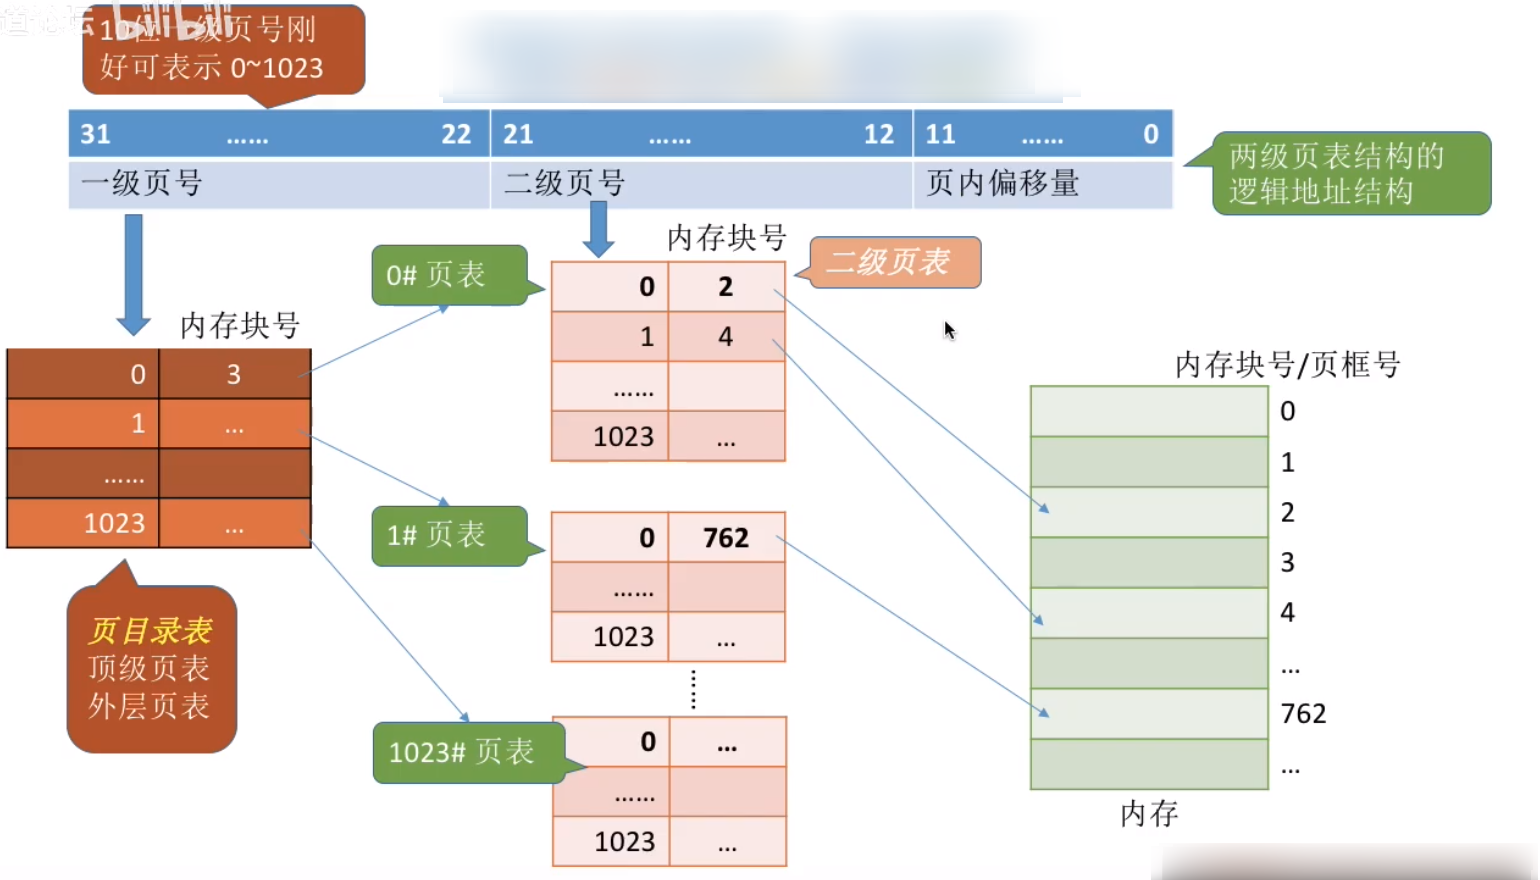 道论坛 bilibili
10位一级页号刚
好可表示 0~1023
31 …… 22 21 …… 12 11 …… 0
一级页号 二级页号 页内偏移量
两级页表结构的
逻辑地址结构
内存块号
0 3
1 ...
……
1023 ...
页目录表
顶级页表
外层页表
0# 页表
内存块号
二级页表
0 2
1 4
……
1023 ...
1# 页表
0 762
……
1023 ...
1023# 页表
0 ...
……
1023 ...
内存块号/页框号
0
1
2
3
4
...
762
...
内存